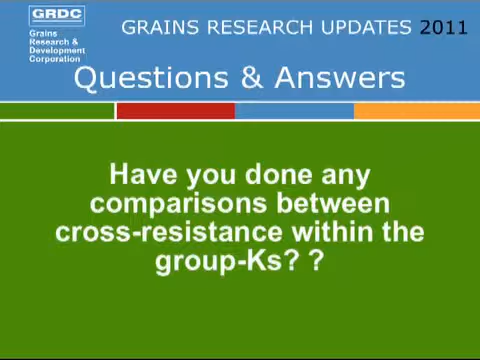 GRDC
Grains
Research &
Development
Corporation
GRAINS RESEARCH UPDATES 2011
Questions & Answers
Have you done any
comparisons between
cross-resistance within the
group-Ks? ?